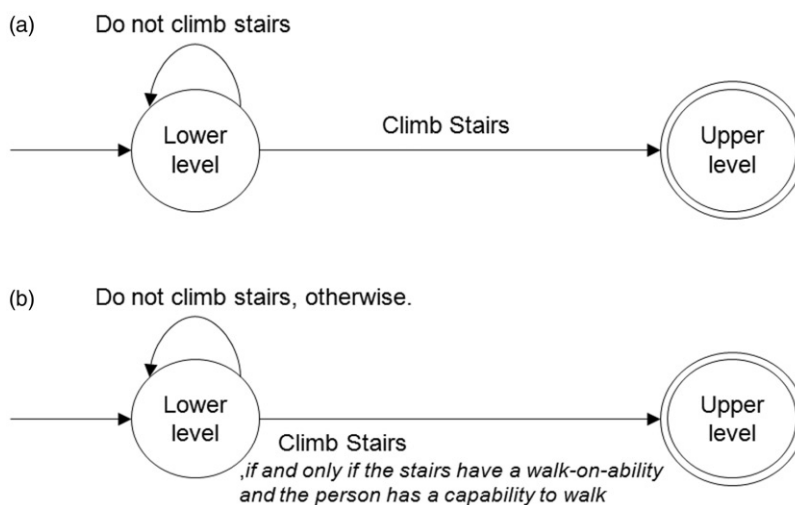 (a) Do not climb stairs
Lower
level
Climb Stairs
Upper
level
(b) Do not climb stairs, otherwise.
Lower
level
Climb Stairs
,if and only if the stairs have a walk-on-ability
and the person has a capability to walk
Upper
level